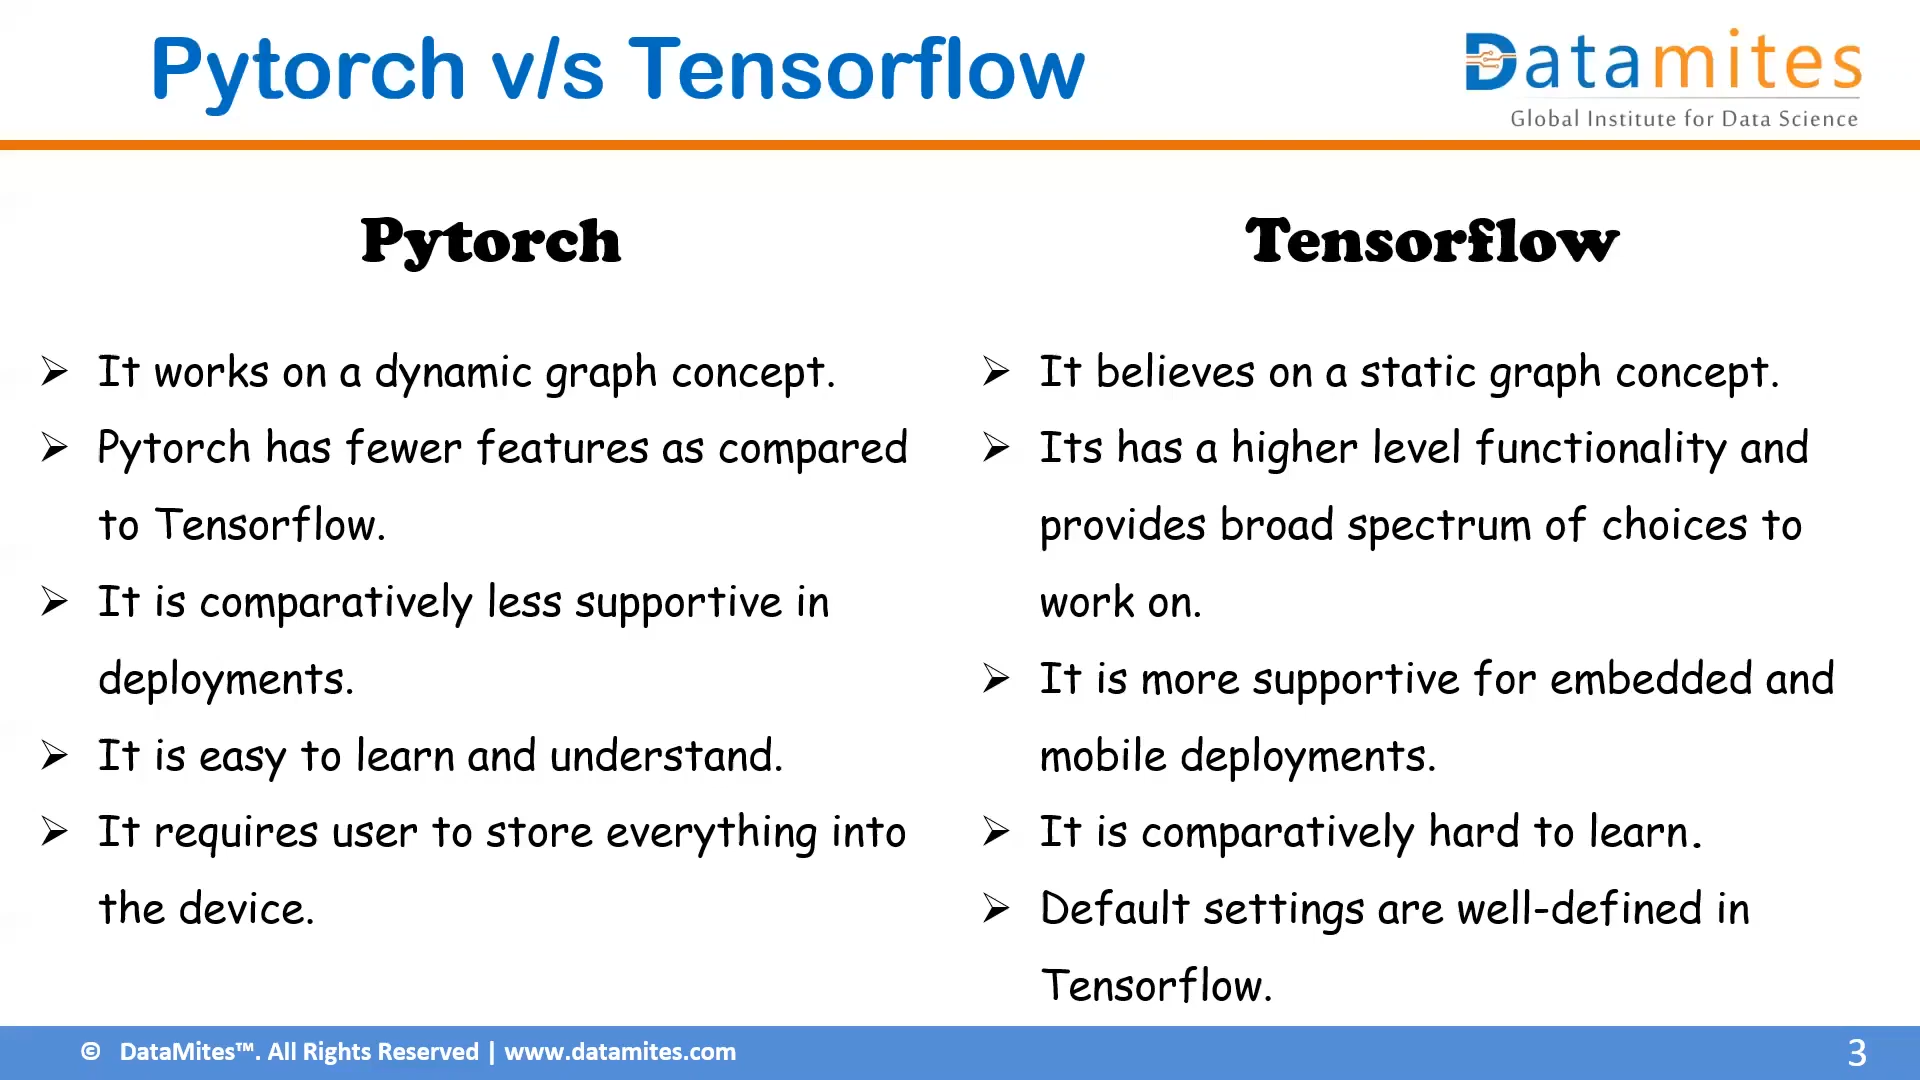 Pytorch v/s Tensorflow
Datamites
Global Institute for Data Science
Pytorch
➢ It works on a dynamic graph concept.
➢ Pytorch has fewer features as compared
to Tensorflow.
➢ It is comparatively less supportive in
deployments.
➢ It is easy to learn and understand.
➢ It requires user to store everything into
the device.
Tensorflow
➢ It believes on a static graph concept.
➢ Its has a higher level functionality and
provides broad spectrum of choices to
work on.
➢ It is more supportive for embedded and
mobile deployments.
➢ It is comparatively hard to learn.
➢ Default settings are well-defined in
Tensorflow.
© DataMites™. All Rights Reserved | www.datamites.com
3